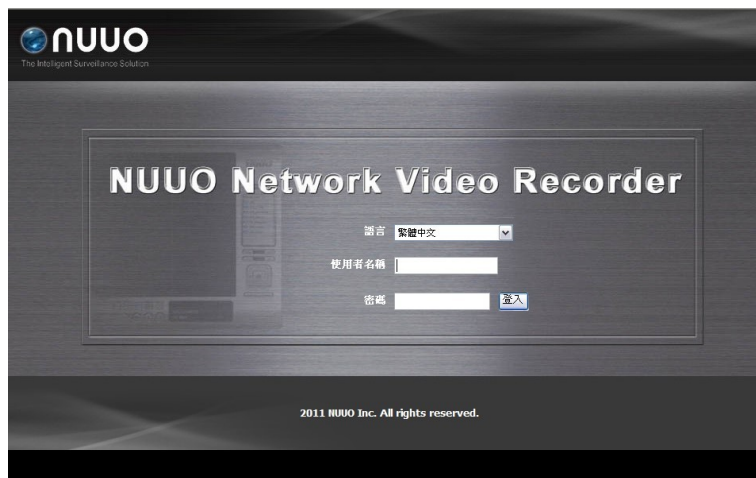 nuuo
The Intelligent Surveillance Solution
NUUO Network Video Recorder
語言 繁體中文
使用者名稱
密碼 登入
2011 NUUO Inc. All rights reserved.